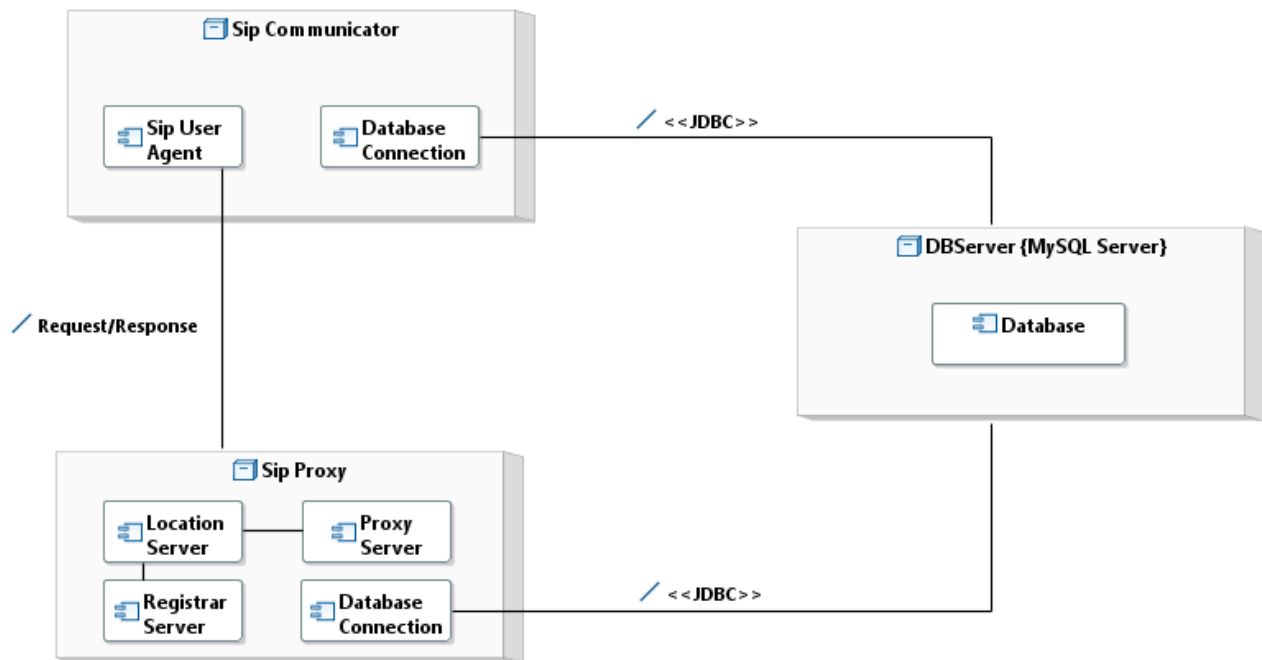 Sip Communicator
Sip User
Agent
Database
Connection
<<JDBC>>
DBServer {MySQL Server}
Database
Request/Response
Sip Proxy
Location
Server
Proxy
Server
Registrar
Server
Database
Connection
<<JDBC>>